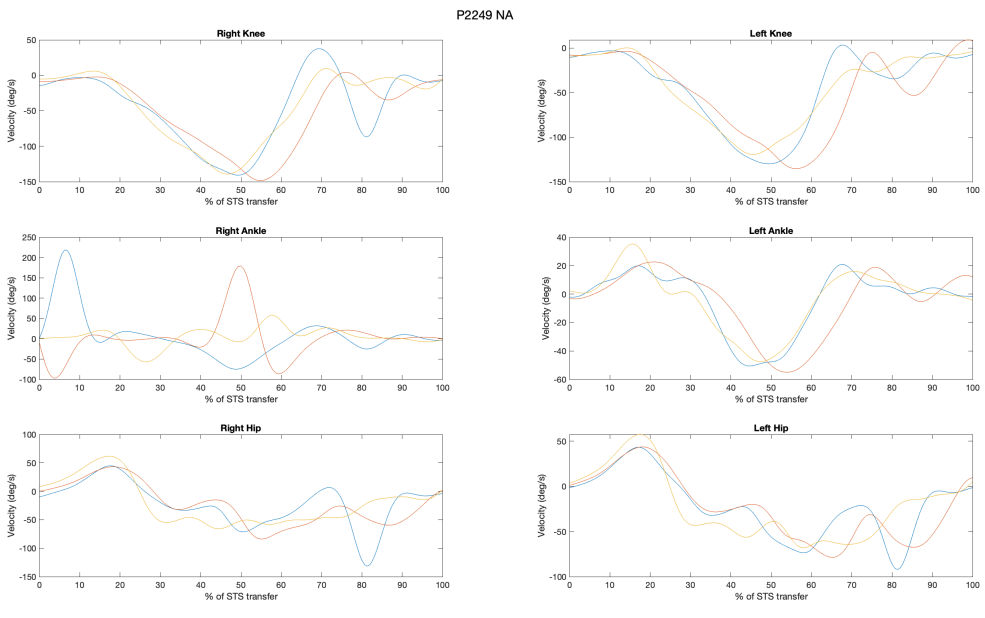 P2249 NA
Right Knee
Velocity (deg/s)
50
0
-50
-100
-150
0 10 20 30 40 50 60 70 80 90 100
% of STS transfer
Left Knee
Velocity (deg/s)
0
-50
-100
-150
0 10 20 30 40 50 60 70 80 90 100
% of STS transfer
Right Ankle
Velocity (deg/s)
250
200
150
100
50
0
-50
-100
0 10 20 30 40 50 60 70 80 90 100
% of STS transfer
Left Ankle
Velocity (deg/s)
40
20
0
-20
-40
-60
0 10 20 30 40 50 60 70 80 90 100
% of STS transfer
Right Hip
Velocity (deg/s)
100
50
0
-50
-100
-150
0 10 20 30 40 50 60 70 80 90 100
% of STS transfer
Left Hip
Velocity (deg/s)
50
0
-50
-100
0 10 20 30 40 50 60 70 80 90 100
% of STS transfer